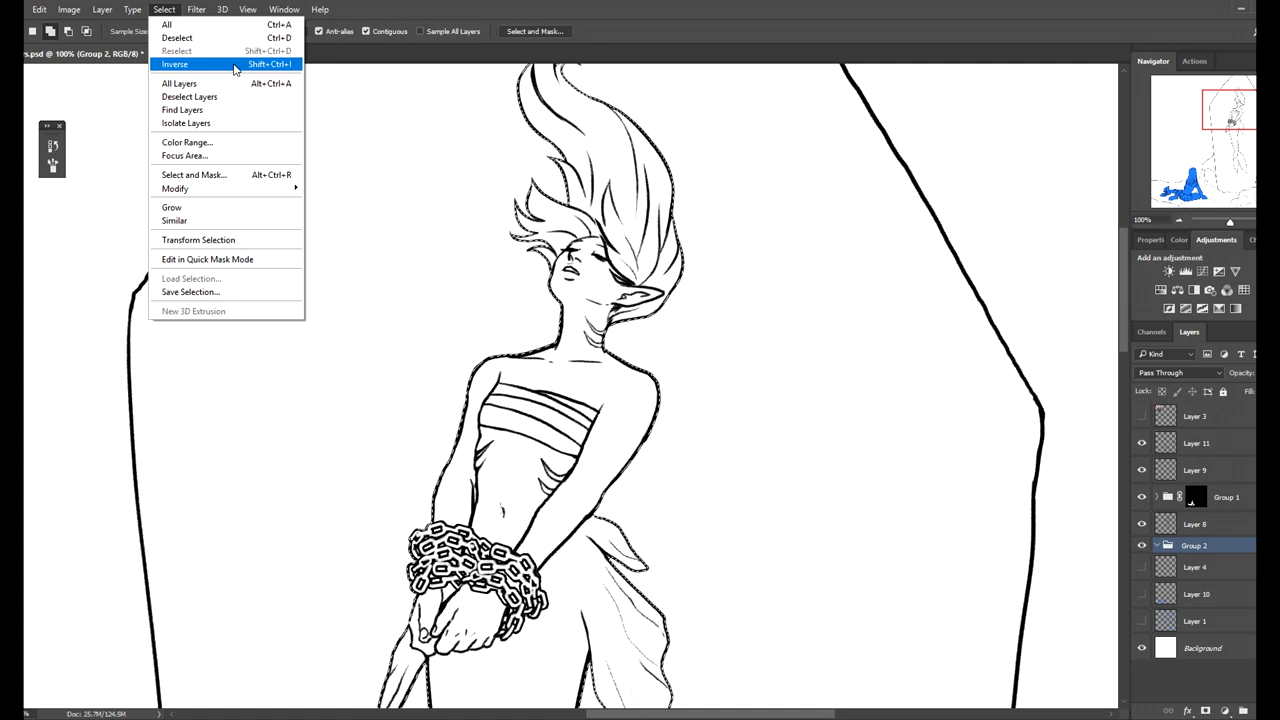 Edit Image Layer Type Select Filter 3D View Window Help
Sample Size Anti-alias Contiguous Sample All Layers Select and Mask...
rs.psd @ 100% (Group 2, RGB/8) *
All Ctrl+A
Deselect Ctrl+D
Reselect Shift+Ctrl+D
Inverse Shift+Ctrl+I
All Layers Alt+Ctrl+A
Deselect Layers
Find Layers
Isolate Layers
Color Range...
Focus Area...
Select and Mask... Alt+Ctrl+R
Modify
Grow
Similar
Transform Selection
Edit in Quick Mask Mode
Load Selection...
Save Selection...
New 3D Extrusion
Navigator Actions
100%
Properti Color Adjustments Ch
Add an adjustment
Channels Layers
Kind
Pass Through Opacity:
Lock: Fill:
Layer 3
Layer 11
Layer 9
Group 1
Layer 8
Group 2
Layer 4
Layer 10
Layer 1
Background
Doc: 25.7M/124.5M